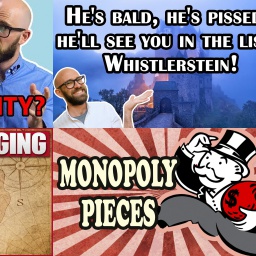 He's bald, he's pissed
he'll see you in the lis
Whistlerstein!
ITY?
GING
Monopoly
Pieces
$